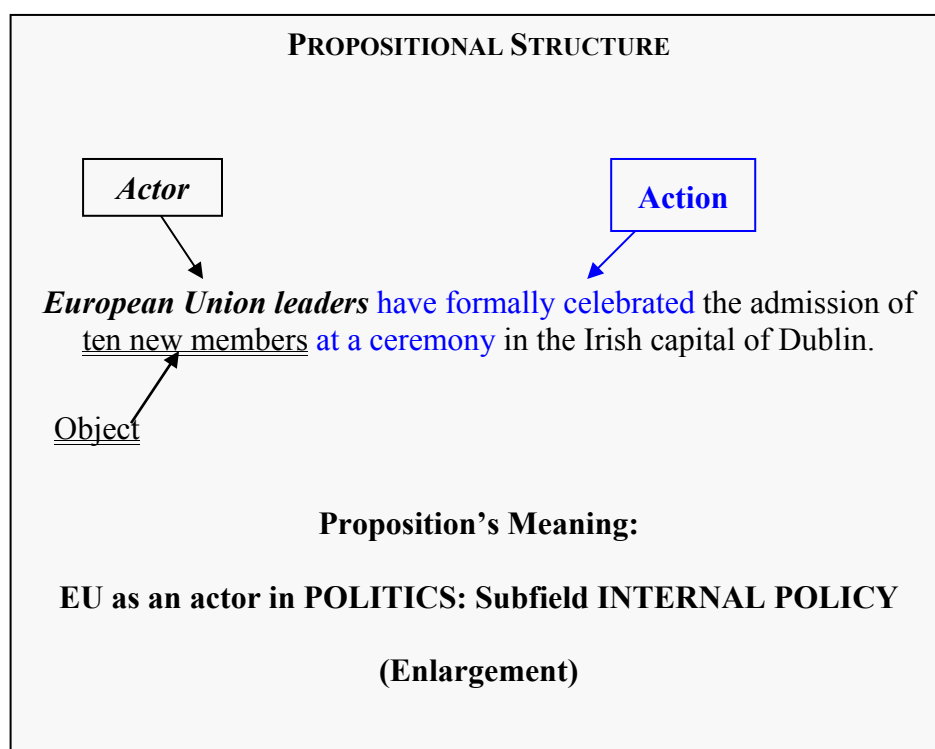 PROPOSITIONAL STRUCTURE
Actor
Action
European Union leaders have formally celebrated the admission of
ten new members at a ceremony in the Irish capital of Dublin.
Object
Proposition's Meaning:
EU as an actor in POLITICS: Subfield INTERNAL POLICY
(Enlargement)